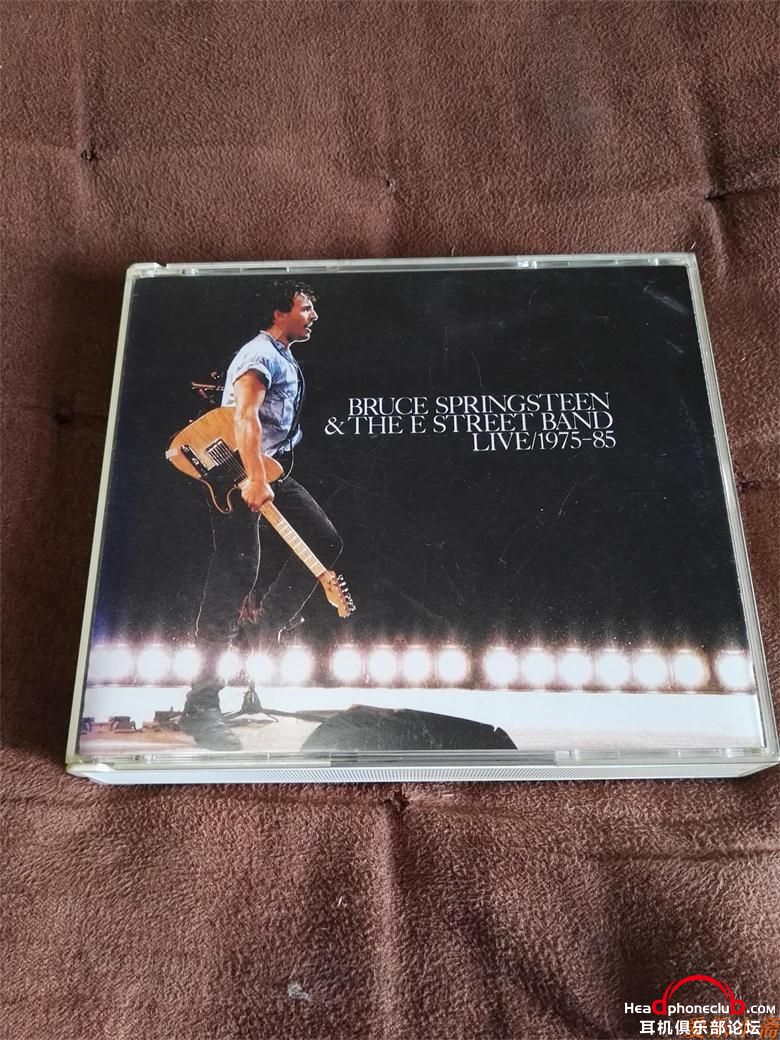 BRUCE SPRINGSTEEN
& THE E STREET BAND
LIVE/1975-85
HeadphoneclUb.COM
耳机俱乐部论坛